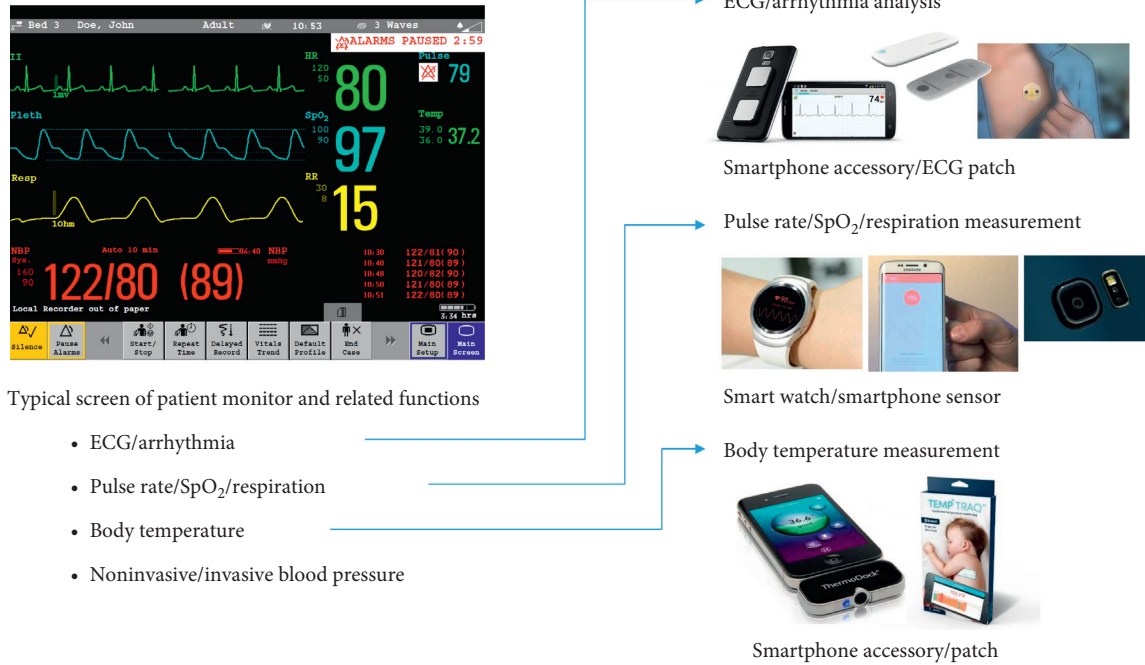 Bed 3 Doe, John Adult 10:53 3 Waves
ALARMS PAUSED 2:59
II
1mv
HR
120
50
80
Pulse
79
Pleth
SpO2
100
90
97
Temp
39.0
36.0
37.2
Resp
10hm
RR
30
8
15
NBP
Sys.
160
90
Auto 10 min
NBP
mmHg
122/80 (89)
10:30 122/81(90)
10:40 121/80(89)
10:48 120/82(90)
10:50 121/80(89)
10:51 122/80(89)
Local Recorder out of paper
3:34 hrs
Silence
Pause Alarms
Start/Stop
Repeat Time
Delayed Record
Vitals Trend
Default Profile
End Case
Main Setup
Main Screen
Typical screen of patient monitor and related functions
• ECG/arrhythmia
• Pulse rate/SpO2/respiration
• Body temperature
• Noninvasive/invasive blood pressure
ECG/arrhythmia analysis
74
Smartphone accessory/ECG patch
Pulse rate/SpO2/respiration measurement
98
SAMSUNG
Smart watch/smartphone sensor
Body temperature measurement
36.6
ThermoDock
TEMP TRAQ
Smartphone accessory/patch